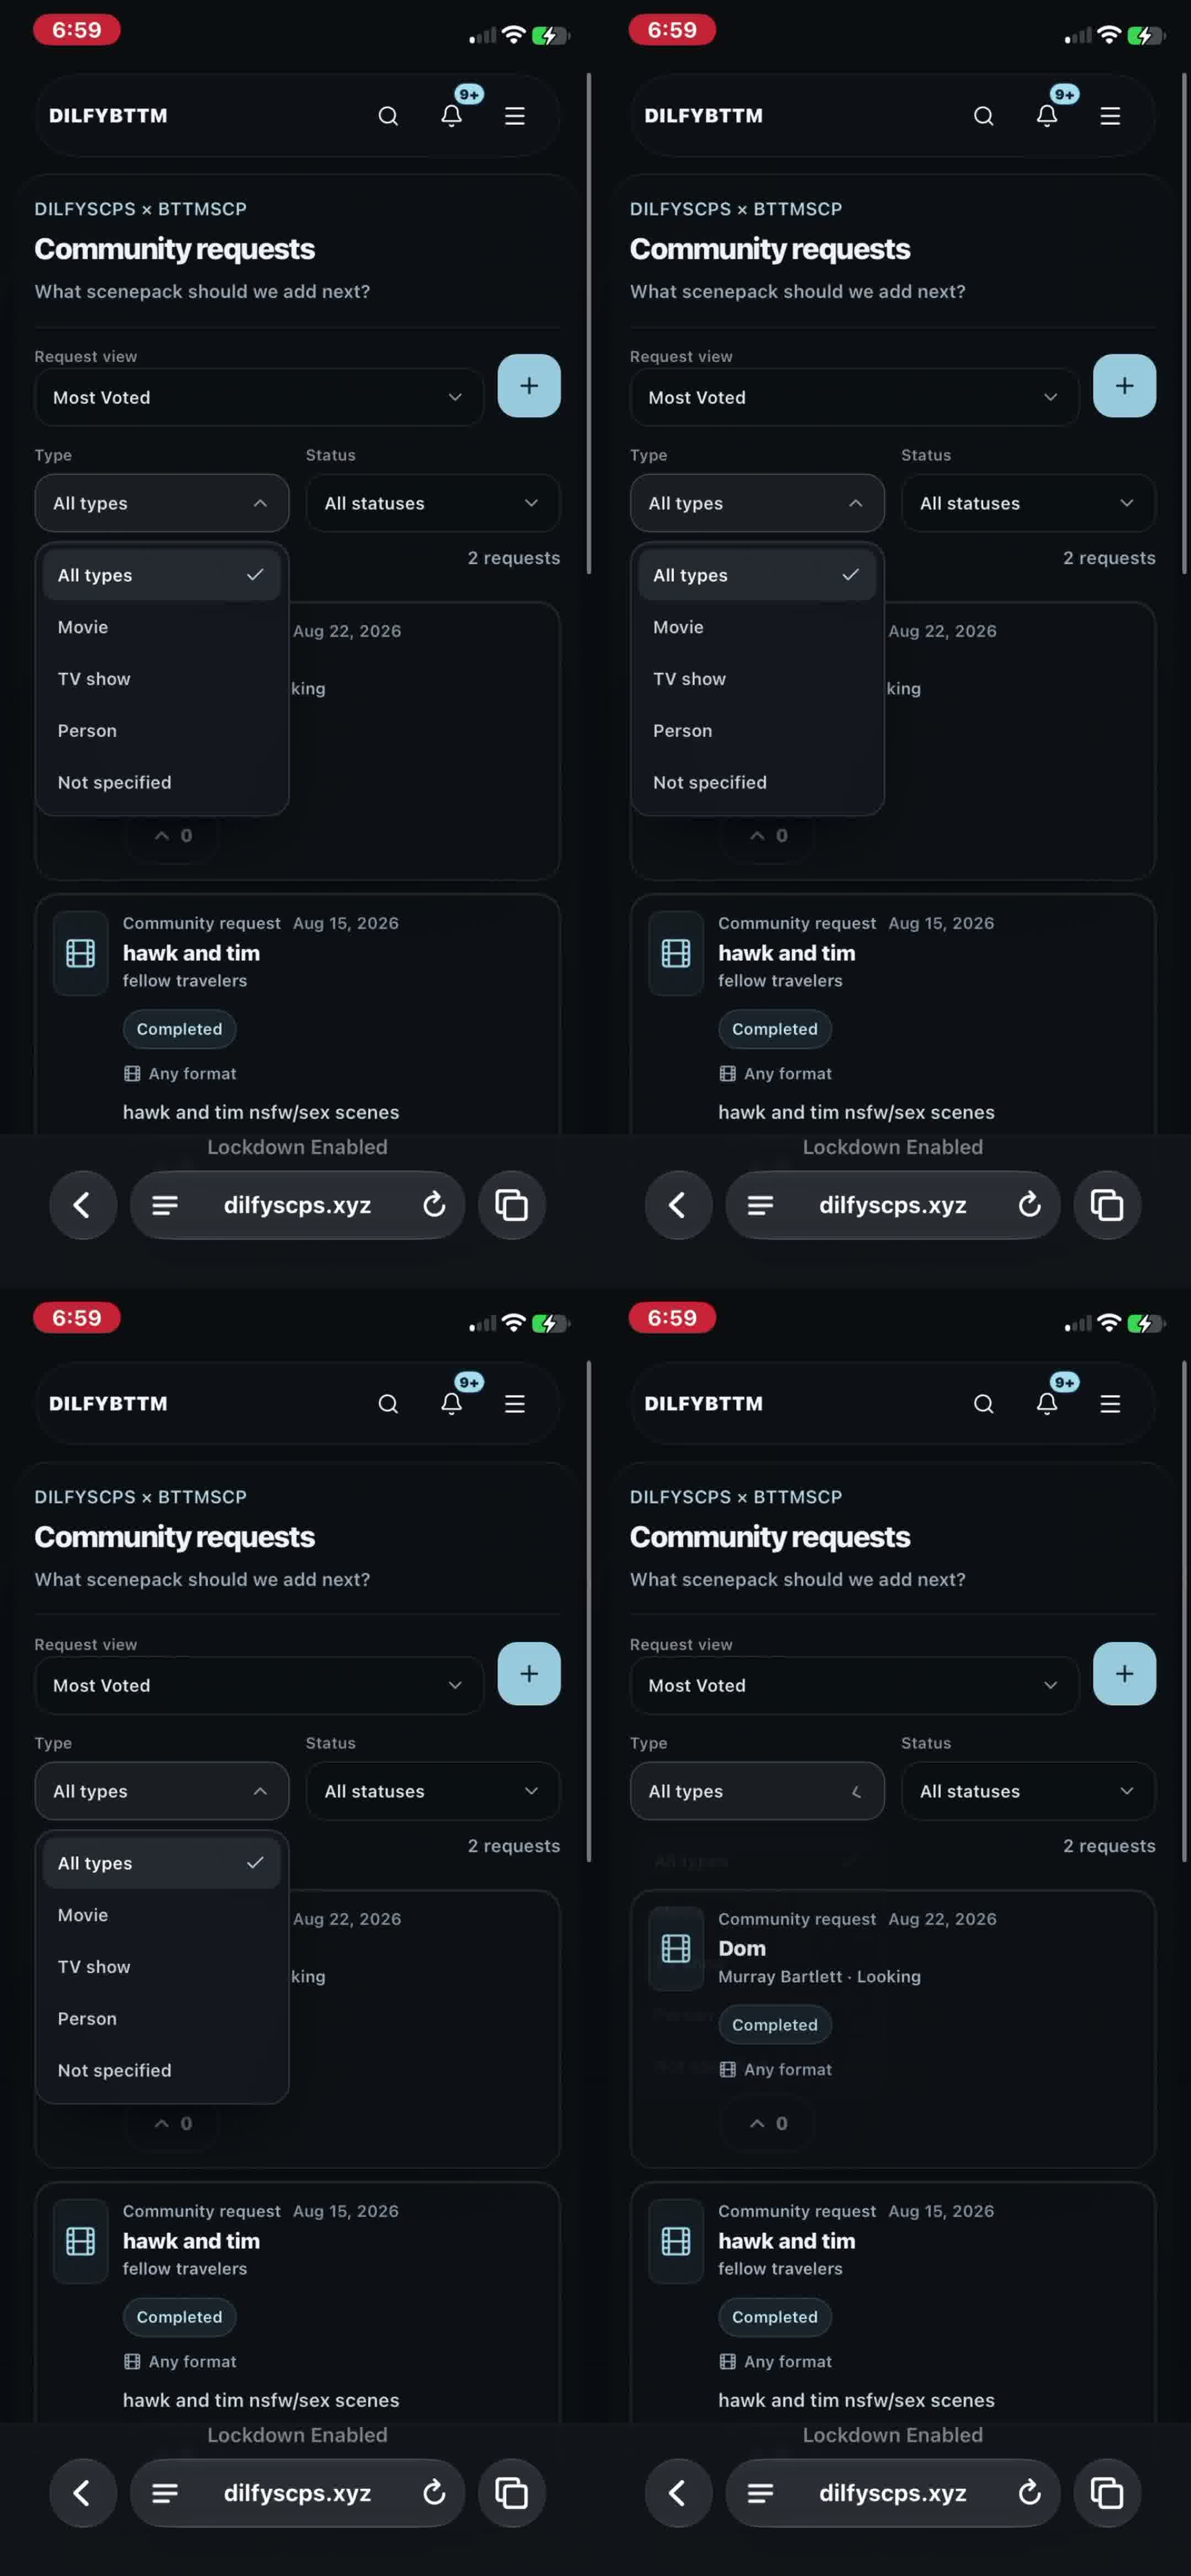 6:59
DILFYBTTM
9+
DILFYSCPS × BTTMSCP
Community requests
What scenepack should we add next?
Request view
Most Voted
Type
Status
All types
All statuses
2 requests
All types
Movie
TV show
Person
Not specified
Aug 22, 2026
king
0
Community request Aug 15, 2026
hawk and tim
fellow travelers
Completed
Any format
hawk and tim nsfw/sex scenes
Lockdown Enabled
dilfyscps.xyz
6:59
DILFYBTTM
9+
DILFYSCPS × BTTMSCP
Community requests
What scenepack should we add next?
Request view
Most Voted
Type
Status
All types
All statuses
2 requests
All types
Movie
TV show
Person
Not specified
Aug 22, 2026
king
0
Community request Aug 15, 2026
hawk and tim
fellow travelers
Completed
Any format
hawk and tim nsfw/sex scenes
Lockdown Enabled
dilfyscps.xyz
6:59
DILFYBTTM
9+
DILFYSCPS × BTTMSCP
Community requests
What scenepack should we add next?
Request view
Most Voted
Type
Status
All types
All statuses
2 requests
All types
Movie
TV show
Person
Not specified
Aug 22, 2026
king
0
Community request Aug 15, 2026
hawk and tim
fellow travelers
Completed
Any format
hawk and tim nsfw/sex scenes
Lockdown Enabled
dilfyscps.xyz
6:59
DILFYBTTM
9+
DILFYSCPS × BTTMSCP
Community requests
What scenepack should we add next?
Request view
Most Voted
Type
Status
All types
All statuses
2 requests
All types
Community request Aug 22, 2026
Dom
Murray Bartlett · Looking
Completed
Any format
0
Community request Aug 15, 2026
hawk and tim
fellow travelers
Completed
Any format
hawk and tim nsfw/sex scenes
Lockdown Enabled
dilfyscps.xyz